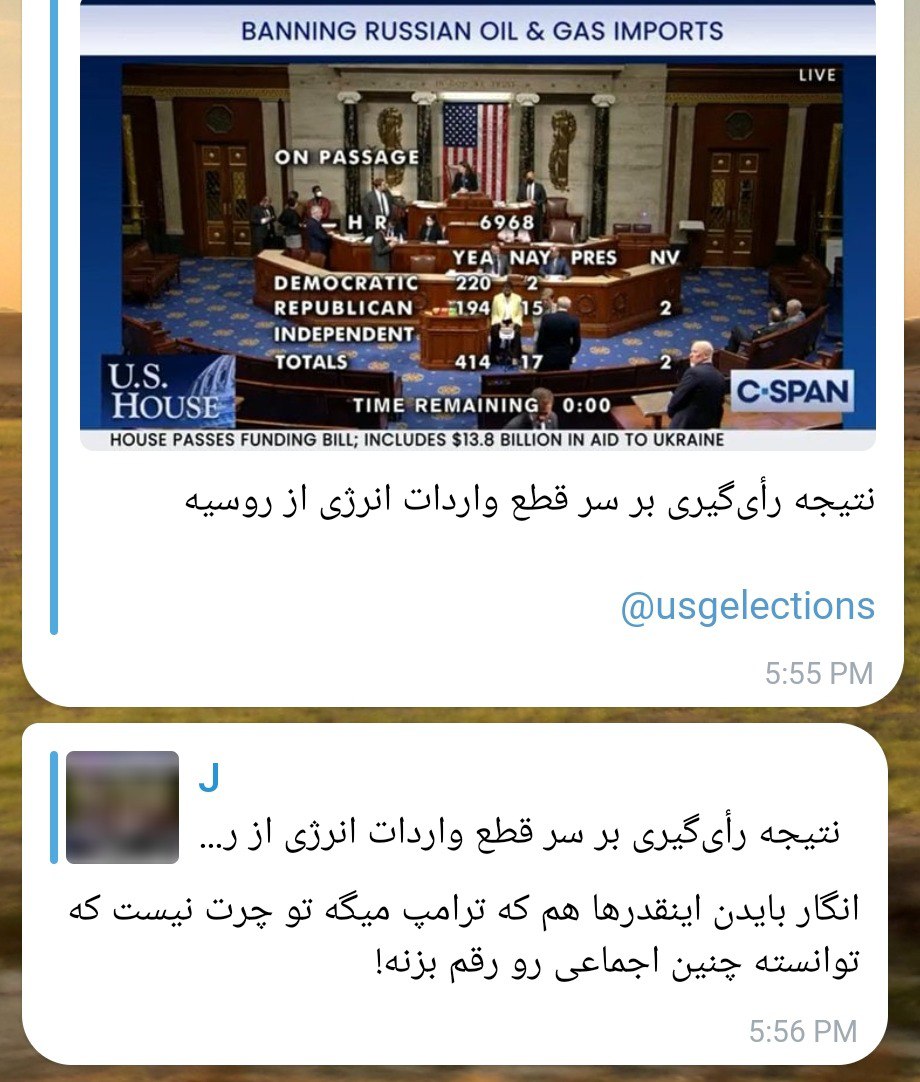 BANNING RUSSIAN OIL & GAS IMPORTS
LIVE
ON PASSAGE
H R 6968
YEA NAY PRES NV
DEMOCRATIC 220 2
REPUBLICAN 194 15 2
INDEPENDENT
TOTALS 414 17 2
U.S.
HOUSE
C-SPAN
TIME REMAINING 0:00
HOUSE PASSES FUNDING BILL; INCLUDES $13.8 BILLION IN AID TO UKRAINE
نتیجه رأی‌گیری بر سر قطع واردات انرژی از روسیه
@usgelections
5:55 PM
J
نتیجه رأی‌گیری بر سر قطع واردات انرژی از ر...
انگار بایدن اینقدرها هم که ترامپ میگه تو چرت نیست که
توانسته چنین اجماعی رو رقم بزنه!
5:56 PM